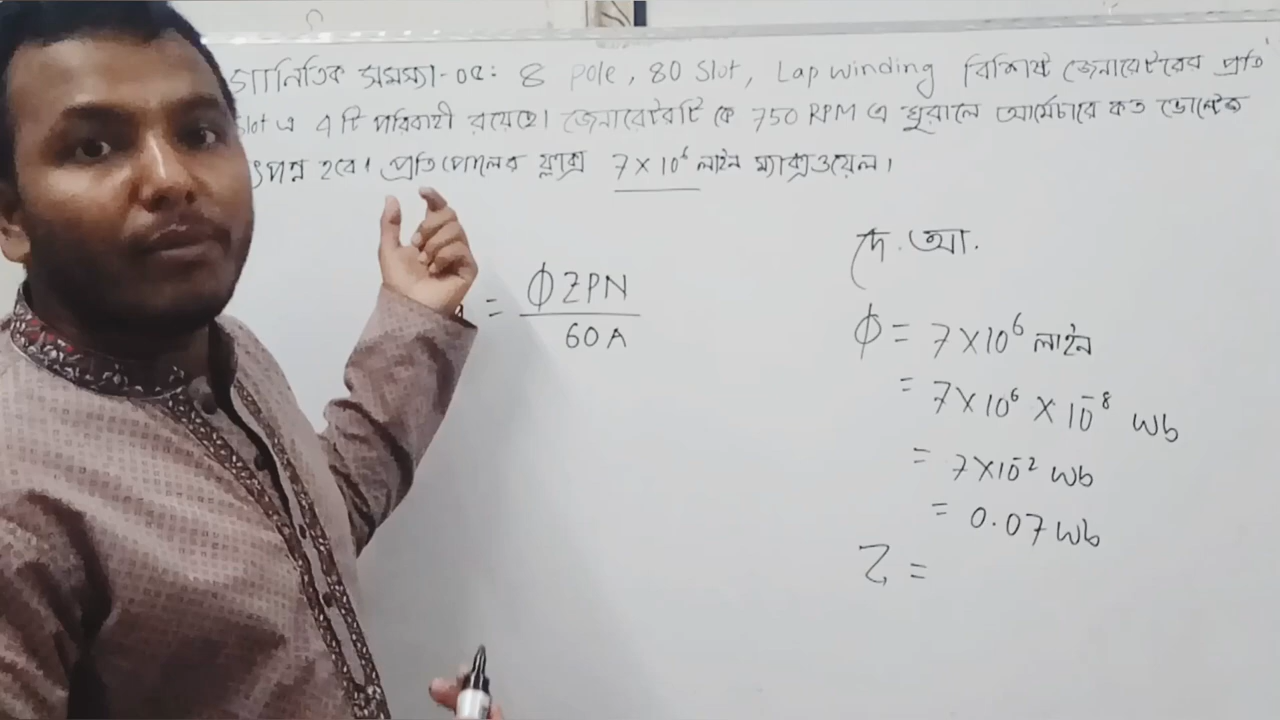 গানিতিক সমস্যা-০৫: 8 pole, 80 Slot, Lap winding বিশিষ্ট জেনারেটরের প্রতি
Slot এ 4 টি পরিবাহী রয়েছে। জেনারেটরটি কে 750 RPM এ ঘুরালে আর্মেচারে কত ভোল্টেজ
উৎপন্ন হবে। প্রতি পোলের ফ্লাক্স 7×10⁶ লাইন ম্যাক্সওয়েল।
দে.আ.
= ΦZPN
60A
Φ = 7×10⁶ লাইন
= 7×10⁶ × 10⁻⁸ Wb
= 7×10⁻² Wb
= 0.07 Wb
Z =